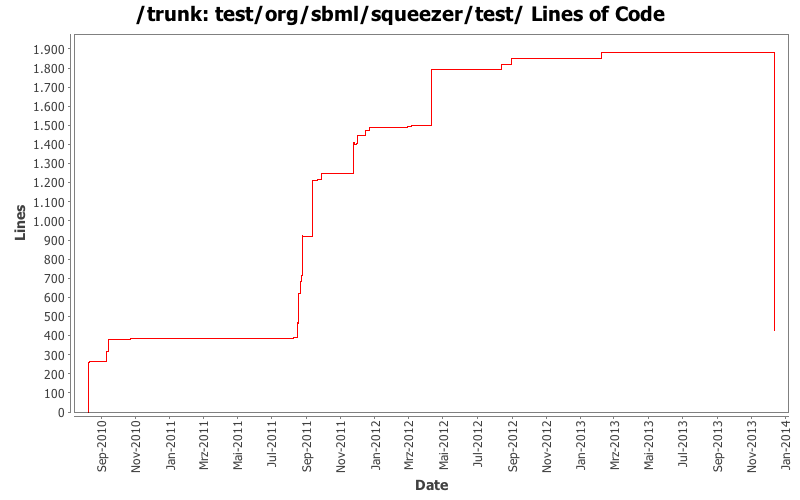 /trunk: test/org/sbml/squeezer/test/ Lines of Code
Lines
1.900
1.800
1.700
1.600
1.500
1.400
1.300
1.200
1.100
1.000
900
800
700
600
500
400
300
200
100
0
Sep-2010
Nov-2010
Jan-2011
Mrz-2011
Mai-2011
Jul-2011
Sep-2011
Nov-2011
Jan-2012
Mrz-2012
Mai-2012
Jul-2012
Sep-2012
Nov-2012
Jan-2013
Mrz-2013
Mai-2013
Jul-2013
Sep-2013
Nov-2013
Jan-2014
Date